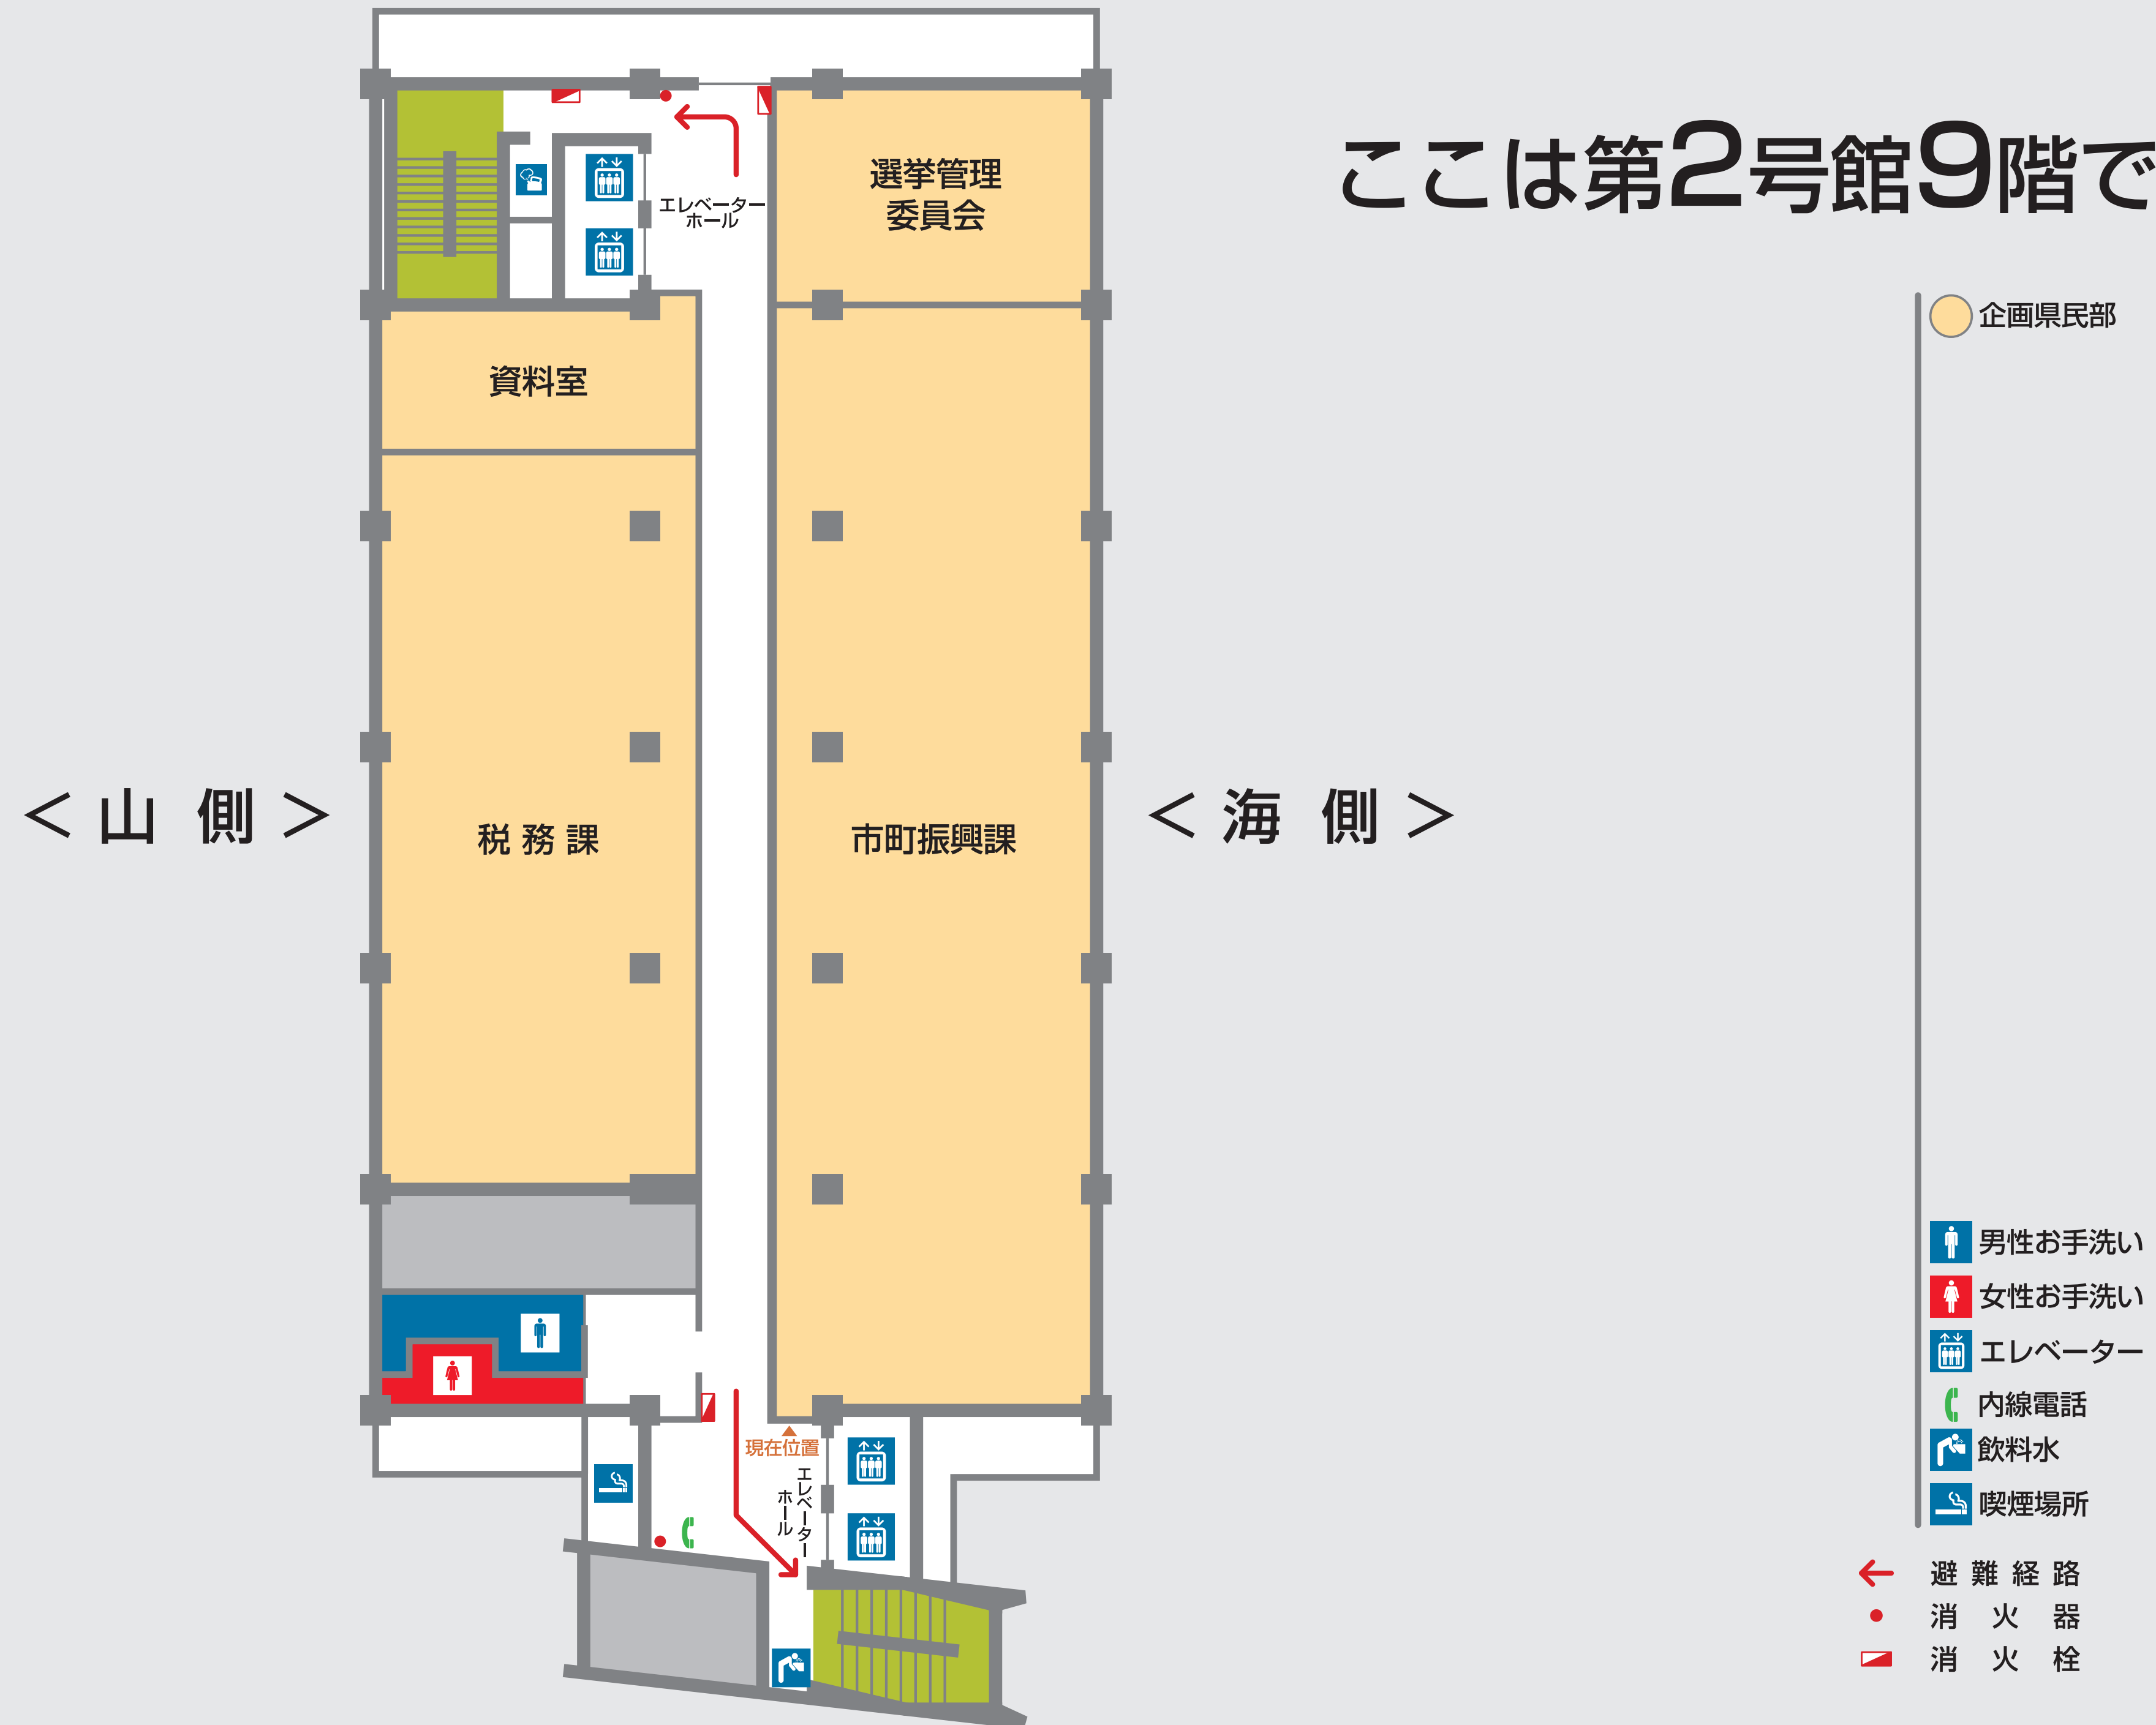 ここは第2号館9階で
エレベーター
ホール
選挙管理
委員会
企画県民部
資料室
＜山 側＞
税務課
市町振興課
＜海 側＞
男性お手洗い
女性お手洗い
エレベーター
内線電話
飲料水
喫煙場所
現在位置
エレベーター
ホール
避難経路
消火器
消火栓